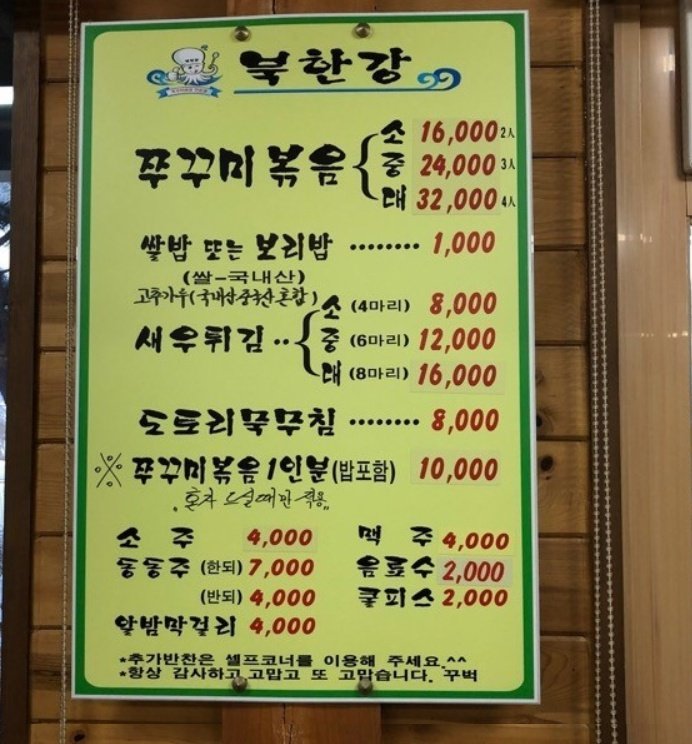 북한강
쭈꾸미볶음 소 16,000 2人
중 24,000 3人
대 32,000 4人
쌀밥 또는 보리밥 ········ 1,000
(쌀-국내산)
고추가루(국내산중국산혼합)
새우튀김·· 소 (4마리) 8,000
중 (6마리) 12,000
대 (8마리) 16,000
도토리묵무침 ········ 8,000
※ 쭈꾸미볶음1인분(밥포함) 10,000
혼자 드실때만 적용
소 주 4,000 맥 주 4,000
동동주 (한되) 7,000 음료수 2,000
(반되) 4,000 쿨피스 2,000
알밤막걸리 4,000
*추가반찬은 셀프코너를 이용해 주세요.^^
*항상 감사하고 고맙고 또 고맙습니다. 꾸벅